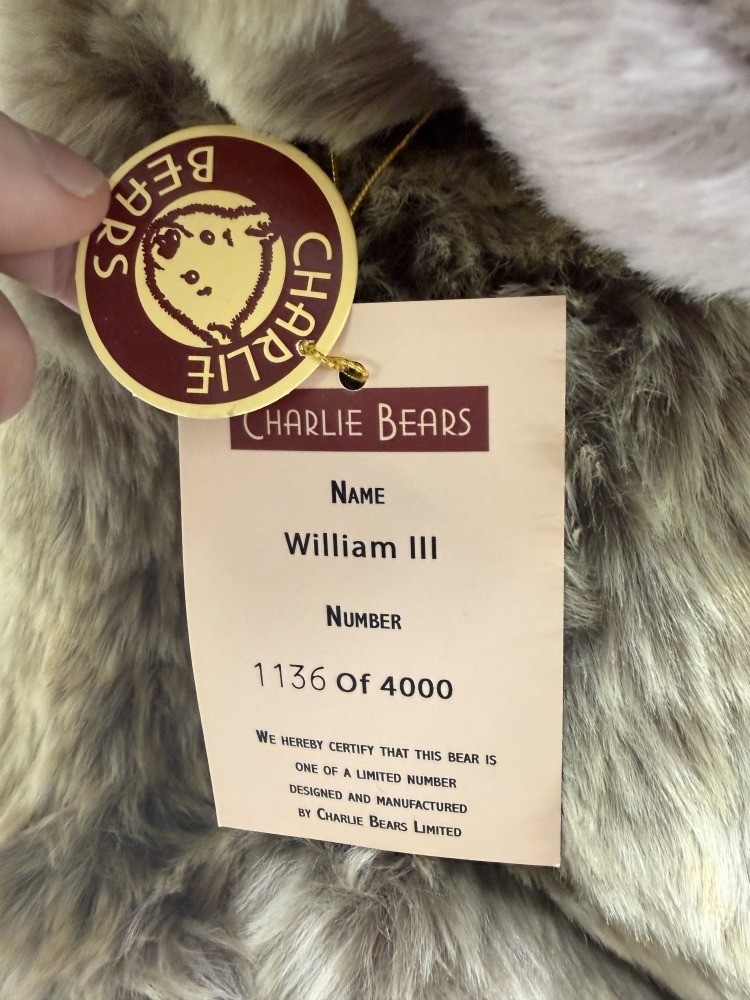 CHARLIE BEARS
CHARLIE BEARS
NAME
William III
NUMBER
1136 Of 4000
WE HEREBY CERTIFY THAT THIS BEAR IS
ONE OF A LIMITED NUMBER
DESIGNED AND MANUFACTURED
BY CHARLIE BEARS LIMITED